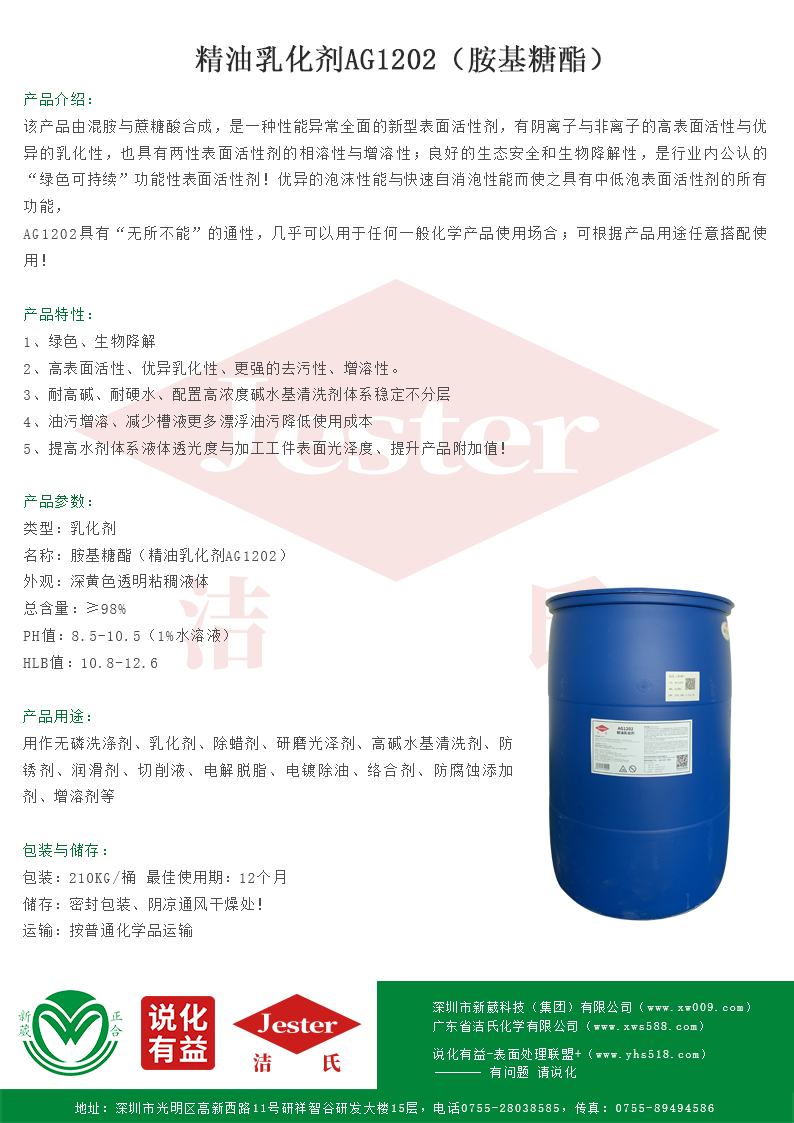 精油乳化剂AG1202（胺基糖酯）
产品介绍：
该产品由混胺与蔗糖酸合成，是一种性能异常全面的新型表面活性剂，有阴离子与非离子的高表面活性与优
异的乳化性，也具有两性表面活性剂的相溶性与增溶性；良好的生态安全和生物降解性，是行业内公认的
“绿色可持续”功能性表面活性剂！优异的泡沫性能与快速自消泡性能而使之具有中低泡表面活性剂的所有
功能，
AG1202具有“无所不能”的通性，几乎可以用于任何一般化学产品使用场合；可根据产品用途任意搭配使
用！
产品特性：
1、绿色、生物降解
2、高表面活性、优异乳化性、更强的去污性、增溶性。
3、耐高碱、耐硬水、配置高浓度碱水基清洗剂体系稳定不分层
4、油污增溶、减少槽液更多漂浮油污降低使用成本
5、提高水剂体系液体透光度与加工工件表面光泽度、提升产品附加值！
Jester
产品参数：
类型：乳化剂
名称：胺基糖酯（精油乳化剂AG1202）
外观：深黄色透明粘稠液体
总含量：≥98%
PH值：8.5-10.5（1%水溶液）
HLB值：10.8-12.6
洁 氏
AG1202
精油乳化剂
产品用途：
用作无磷洗涤剂、乳化剂、除蜡剂、研磨光泽剂、高碱水基清洗剂、防
锈剂、润滑剂、切削液、电解脱脂、电镀除油、络合剂、防腐蚀添加
剂、增溶剂等
包装与储存：
包装：210KG/桶 最佳使用期：12个月
储存：密封包装、阴凉通风干燥处！
运输：按普通化学品运输
新葳 正合
说化
有益
Jester
洁 氏
深圳市新葳科技（集团）有限公司（www.xw009.com）
广东省洁氏化学有限公司（www.xws588.com）
说化有益-表面处理联盟+（www.yhs518.com）
——— 有问题 请说化
地址：深圳市光明区高新西路11号研祥智谷研发大楼15层，电话0755-28038585，传真：0755-89494586